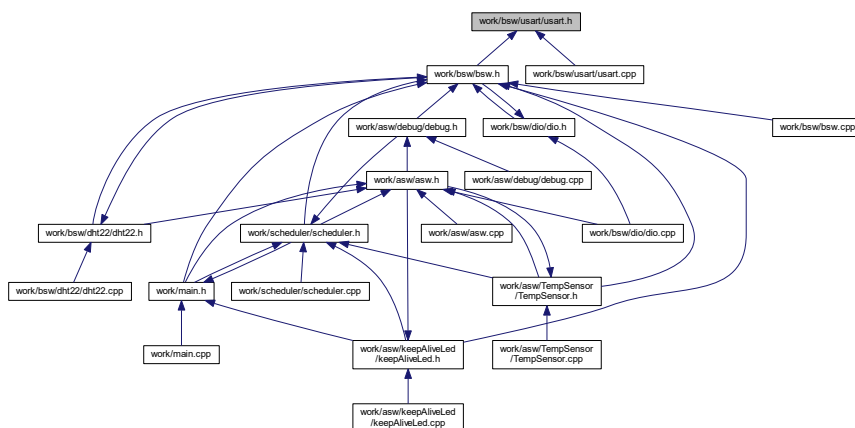 work/bsw/usart/usart.h
work/bsw/bsw.h
work/bsw/usart/usart.cpp
work/asw/debug/debug.h
work/bsw/dio/dio.h
work/bsw/bsw.cpp
work/asw/asw.h
work/asw/debug/debug.cpp
work/bsw/dht22/dht22.h
work/scheduler/scheduler.h
work/asw/asw.cpp
work/bsw/dio/dio.cpp
work/bsw/dht22/dht22.cpp
work/main.h
work/scheduler/scheduler.cpp
work/asw/TempSensor
/TempSensor.h
work/main.cpp
work/asw/keepAliveLed
/keepAliveLed.h
work/asw/TempSensor
/TempSensor.cpp
work/asw/keepAliveLed
/keepAliveLed.cpp